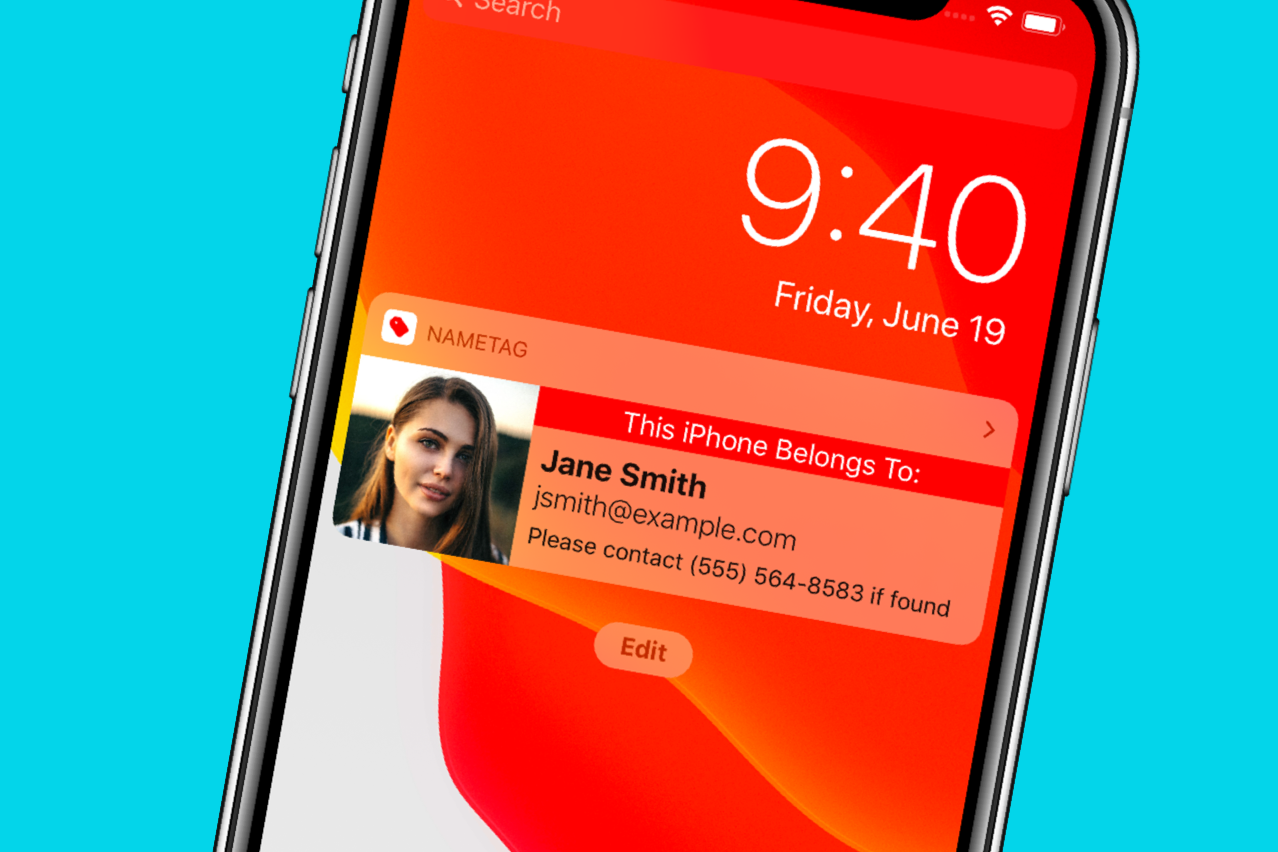 Search
9:40
Friday, June 19
NAMETAG
This iPhone Belongs To:
Jane Smith
jsmith@example.com
Please contact (555) 564-8583 if found
Edit